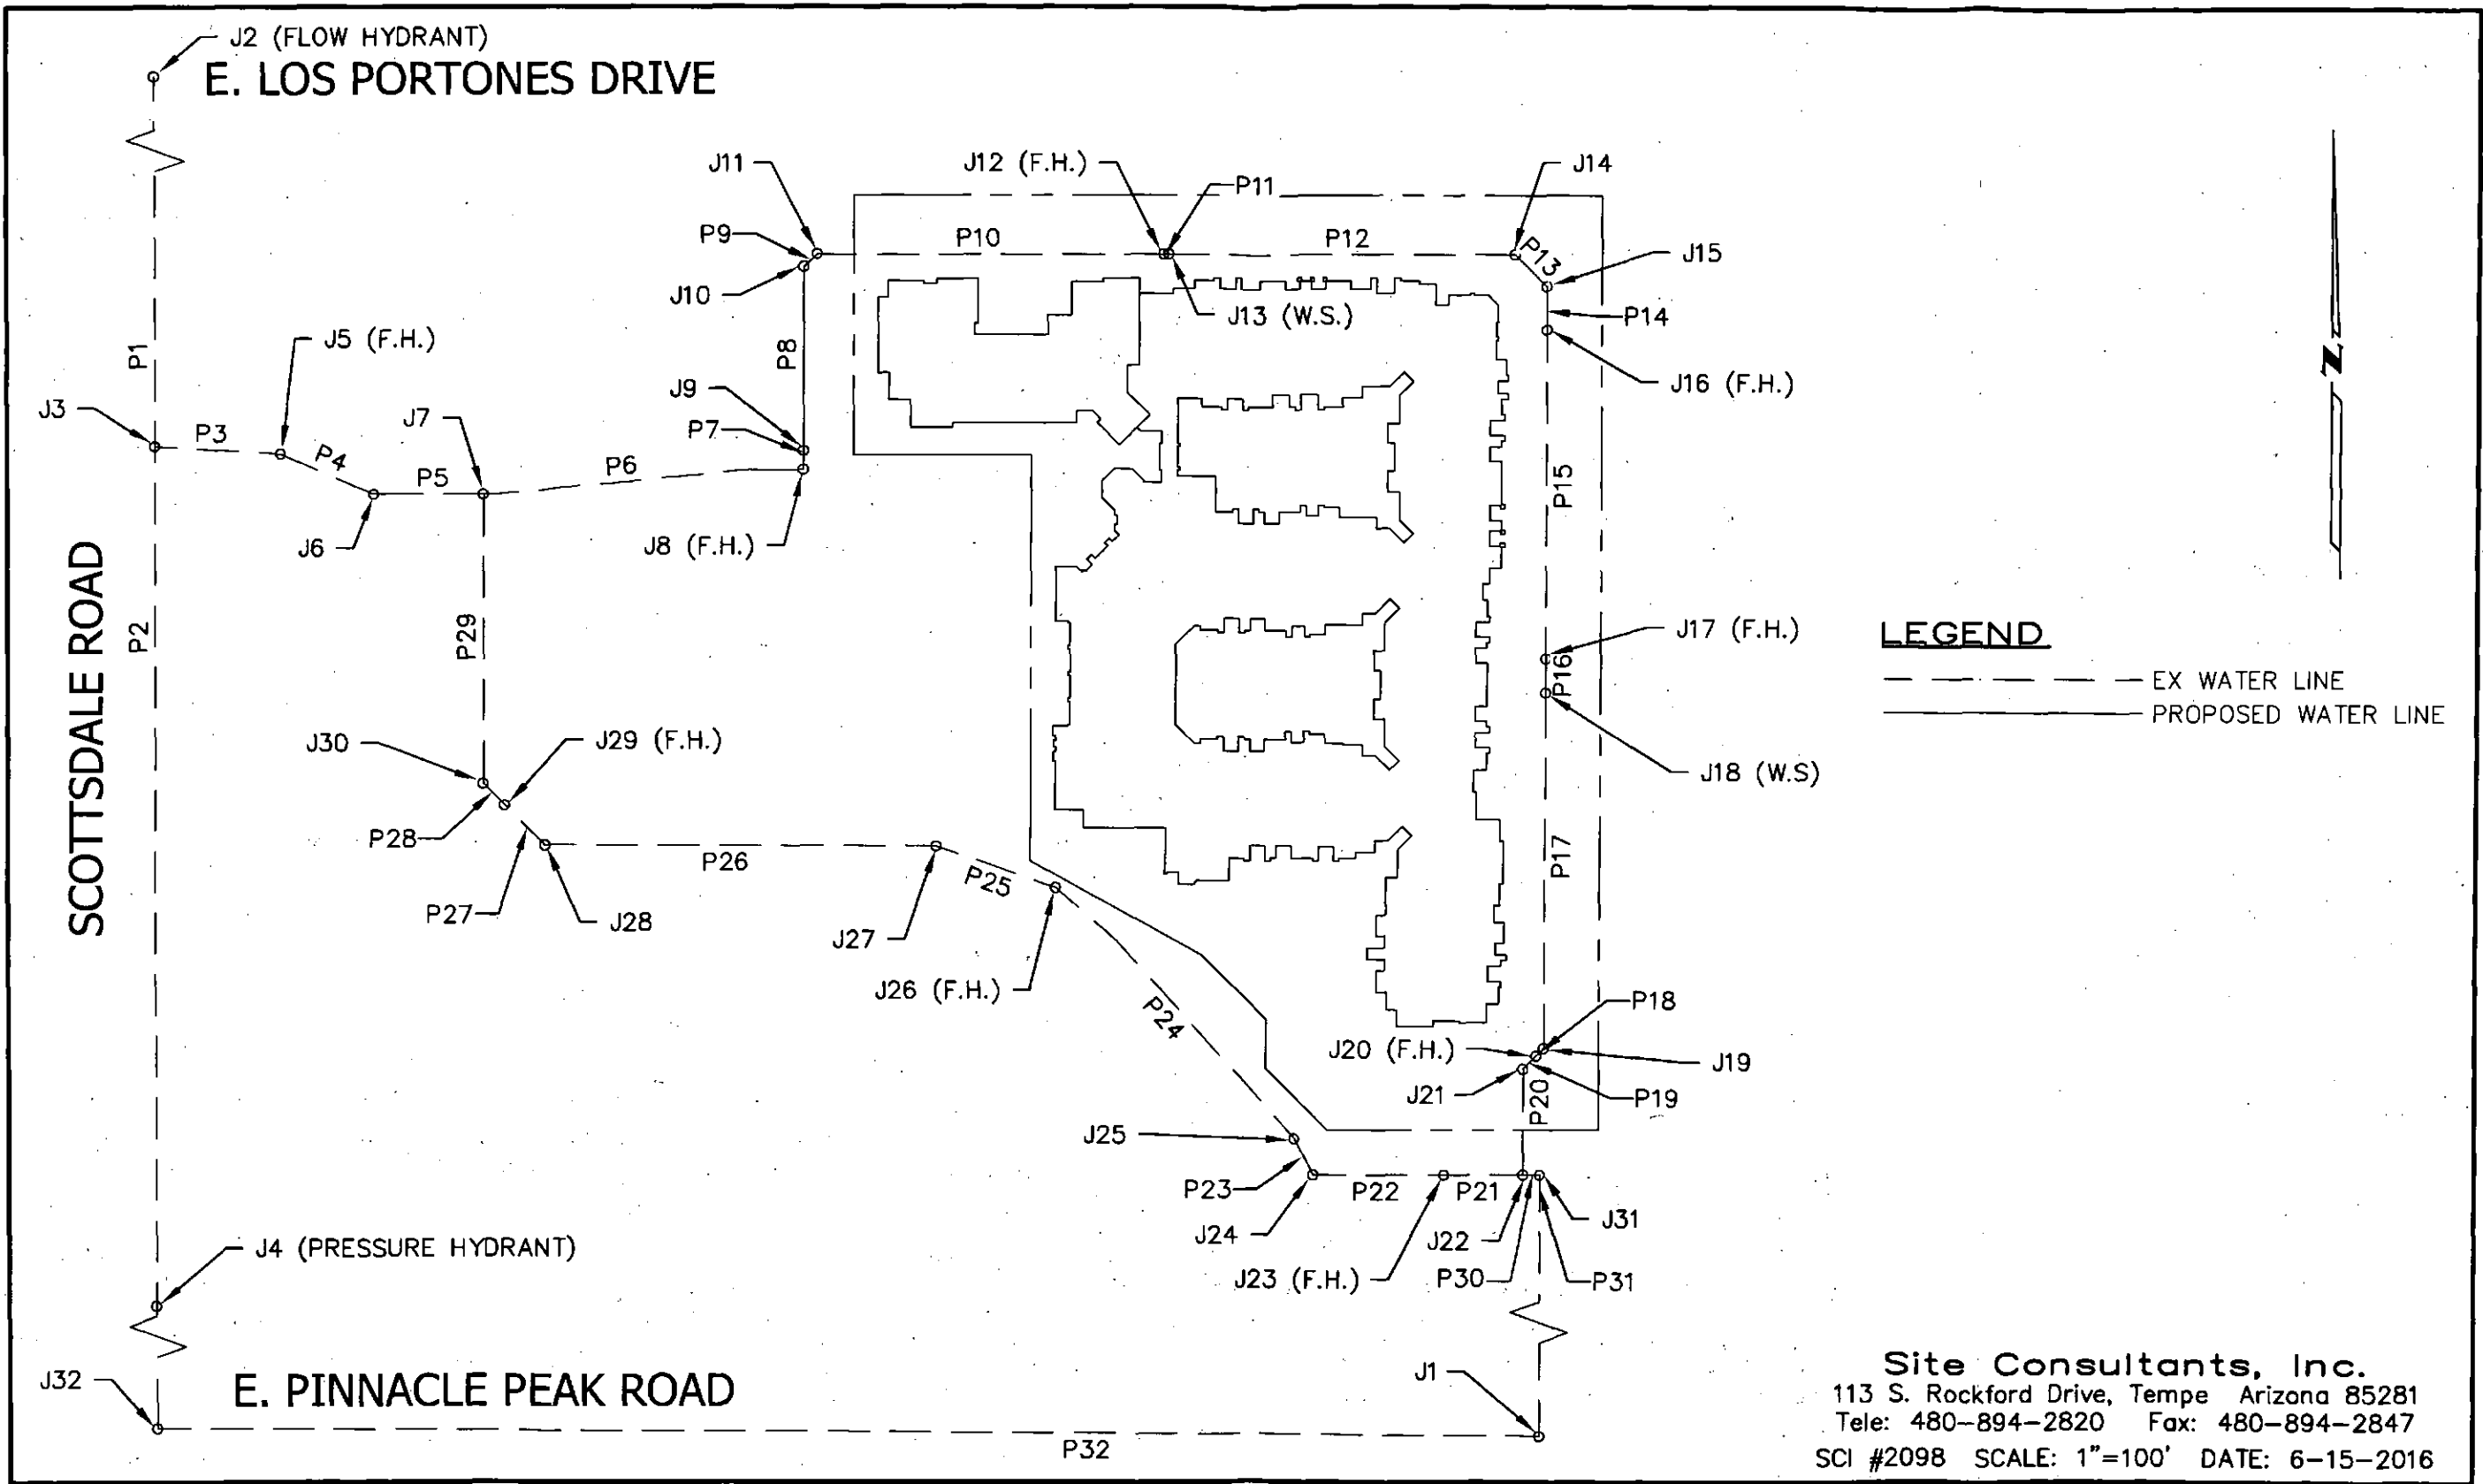 J2 (FLOW HYDRANT)
E. LOS PORTONES DRIVE
J11
J12 (F.H.)
P11
J14
P9
P10
P12
P13
J15
J10
J13 (W.S.)
P14
P1
J5 (F.H.)
P8
J16 (F.H.)
J3
P3
J7
J9
P7
P4
P5
P6
P15
J6
J8 (F.H.)
SCOTTSDALE ROAD
P2
P29
J17 (F.H.)
LEGEND
P16
EX WATER LINE
PROPOSED WATER LINE
J30
J29 (F.H.)
J18 (W.S)
P28
P26
P25
P17
P27
J28
J27
J26 (F.H.)
P24
P18
J20 (F.H.)
J19
J21
P20
P19
J25
P23
P22
P21
J24
J22
J31
J4 (PRESSURE HYDRANT)
J23 (F.H.)
P30
P31
J32
E. PINNACLE PEAK ROAD
J1
P32
N
Site Consultants, Inc.
113 S. Rockford Drive, Tempe Arizona 85281
Tele: 480-894-2820 Fax: 480-894-2847
SCI #2098 SCALE: 1"=100' DATE: 6-15-2016